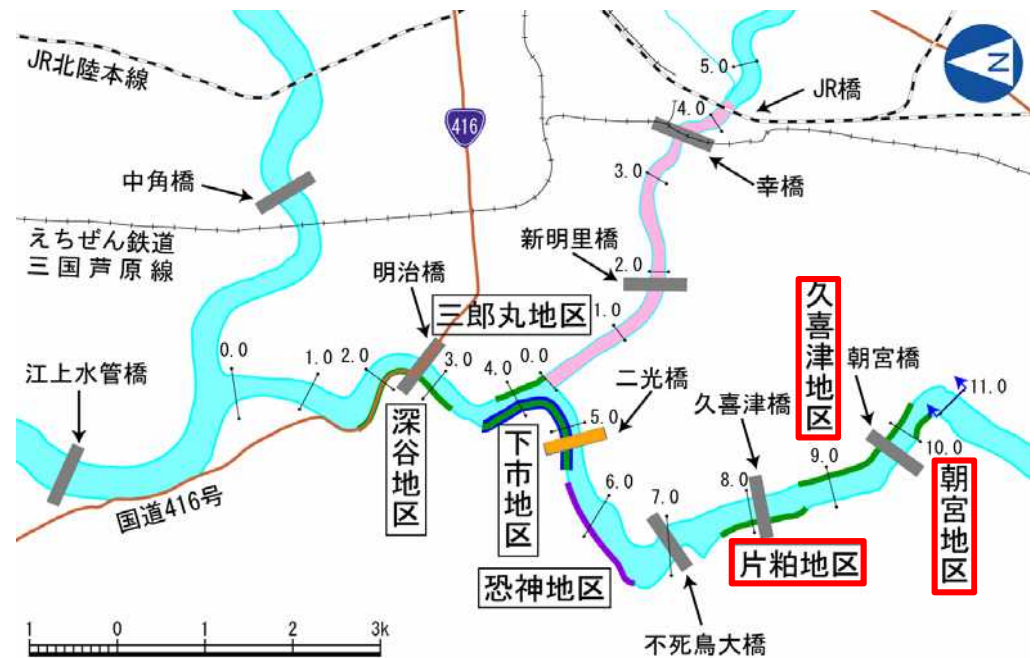 JR北陸本線
416
5.0
JR橋
4.0
幸橋
3.0
中角橋
えちぜん鉄道
三国芦原線
新明里橋
2.0
明治橋
三郎丸地区
久喜津地区
朝宮橋
1.0
0.0
1.0
2.0
3.0
0.0
4.0
二光橋
久喜津橋
11.0
江上水管橋
5.0
9.0
10.0
国道416号
深谷地区
下市地区
6.0
7.0
8.0
朝宮地区
片粕地区
恐神地区
不死鳥大橋
1
0
1
2
3k
N